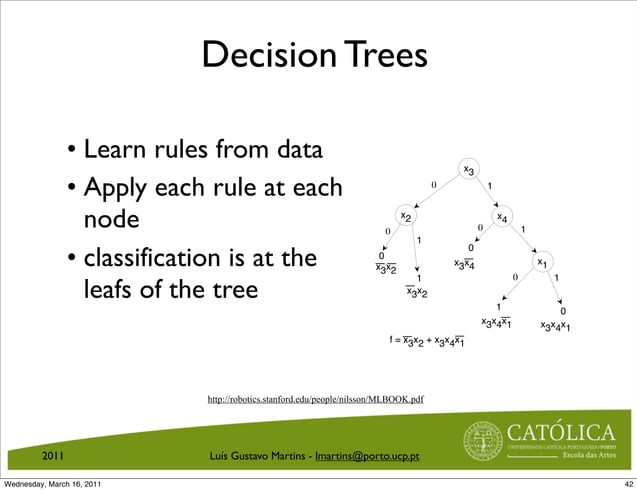 Decision Trees
• Learn rules from data
• Apply each rule at each
node
• classification is at the
leafs of the tree
x3
0
1
x2
x4
0
1
0
1
0
x̅3x̅2
0
x3x̅4
x1
1
x̅3x2
0
1
1
x3x4x̅1
0
x3x4x1
f = x̅3x2 + x3x4x̅1
http://robotics.stanford.edu/people/nilsson/MLBOOK.pdf
CATÓLICA
UNIVERSIDADE CATÓLICA PORTUGUESA | PORTO
Escola das Artes
2011
Luís Gustavo Martins - lmartins@porto.ucp.pt
Wednesday, March 16, 2011
42